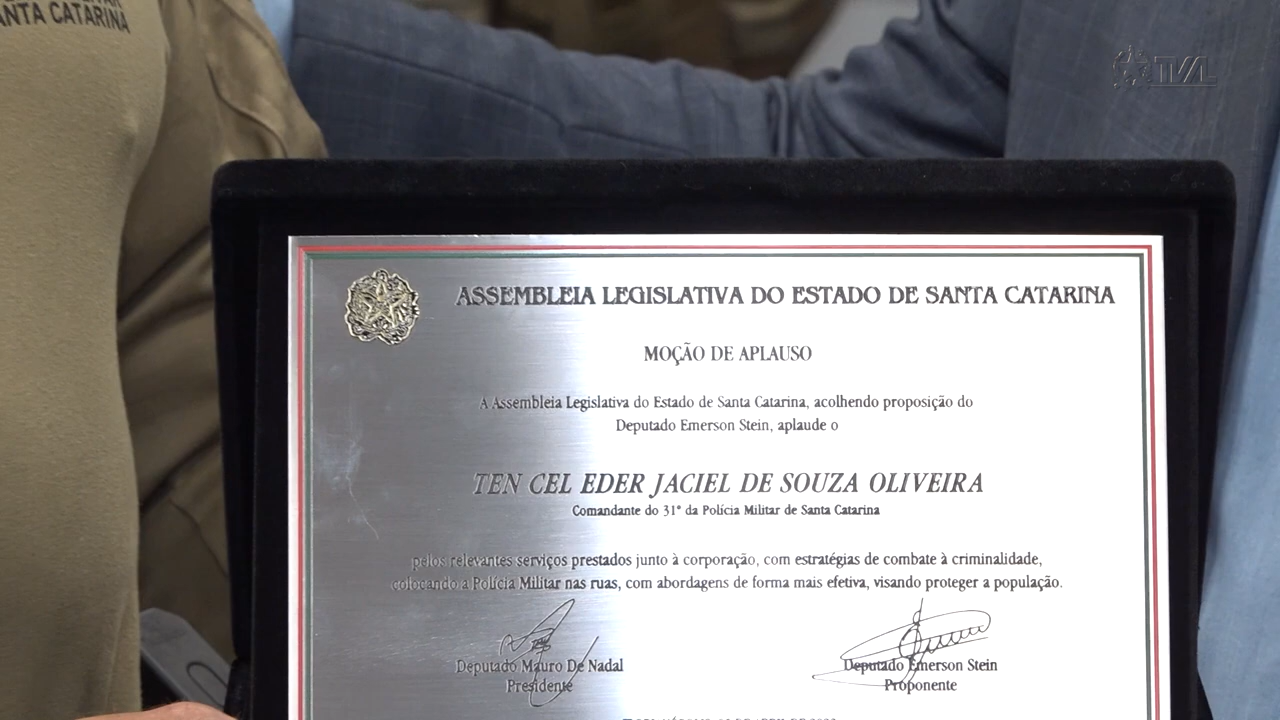 SANTA CATARINA
TVAL
ASSEMBLEIA LEGISLATIVA DO ESTADO DE SANTA CATARINA
MOÇÃO DE APLAUSO
A Assembleia Legislativa do Estado de Santa Catarina, acolhendo proposição do
Deputado Emerson Stein, aplaude o
TEN CEL EDER JACIEL DE SOUZA OLIVEIRA
Comandante do 31° da Polícia Militar de Santa Catarina
pelos relevantes serviços prestados junto à corporação, com estratégias de combate à criminalidade,
colocando a Polícia Militar nas ruas, com abordagens de forma mais efetiva, visando proteger a população.
Deputado Mauro De Nadal
Presidente
Deputado Emerson Stein
Proponente